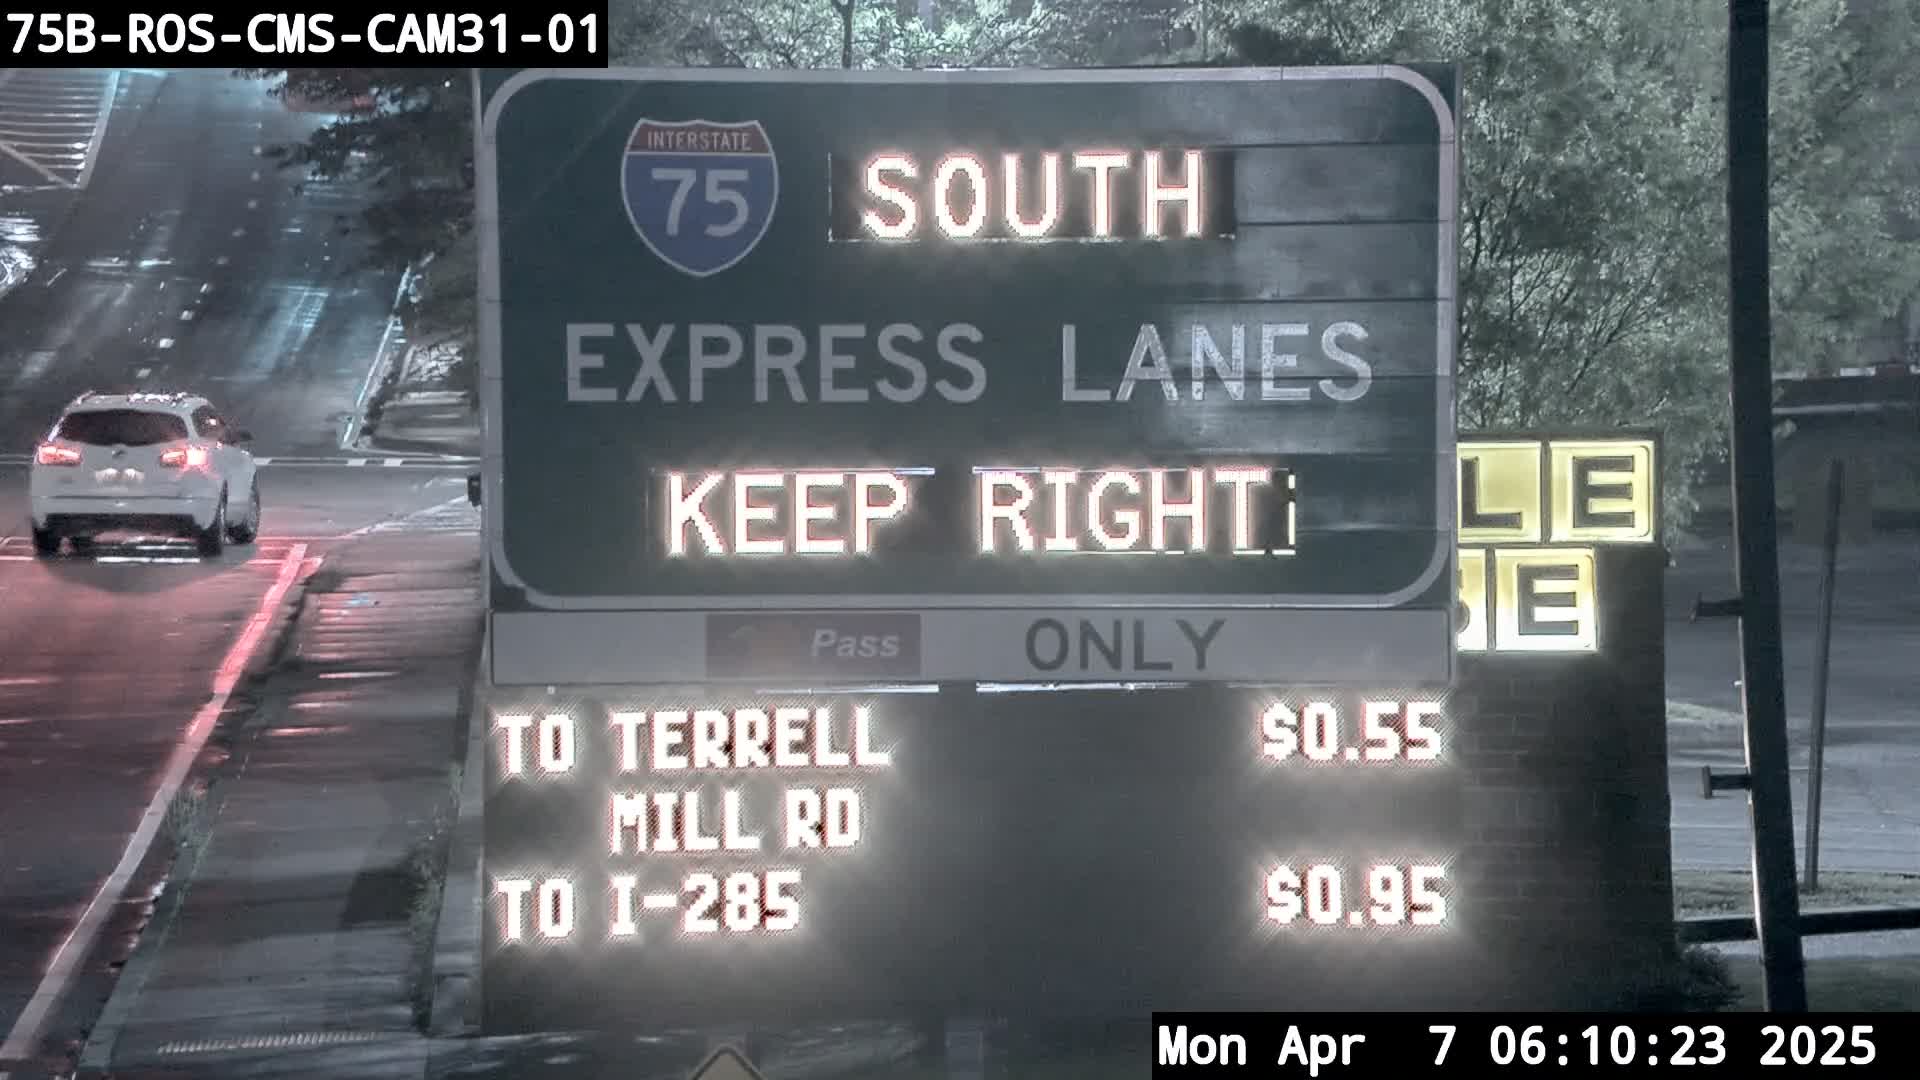 75B-ROS-CMS-CAM31-01
INTERSTATE
75
SOUTH
EXPRESS LANES
KEEP RIGHT
Pass ONLY
TO TERRELL $0.55
MILL RD
TO I-285 $0.95
LE
E
Mon Apr 7 06:10:23 2025